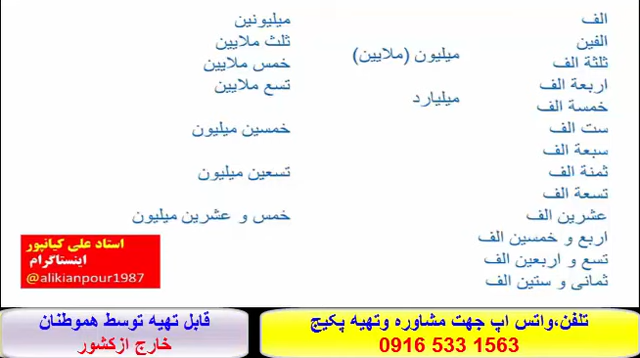 الف
الفین
ثلثة الف
اربعة الف
خمسة الف
ست الف
سبعة الف
ثمنة الف
تسعة الف
عشرین الف
اربع و خمسین الف
تسع و اربعین الف
ثمانی و ستین الف
میلیون (ملایین)
میلیارد
میلیونین
ثلث ملایین
خمس ملایین
تسع ملایین
خمسین میلیون
تسعین میلیون
خمس و عشرین میلیون
استاد علی کیانپور
اینستاگرام
@alikianpour1987
تلفن،واتس اپ جهت مشاوره وتهیه پکیج
0916 533 1563
قابل تهیه توسط هموطنان
خارج ازکشور